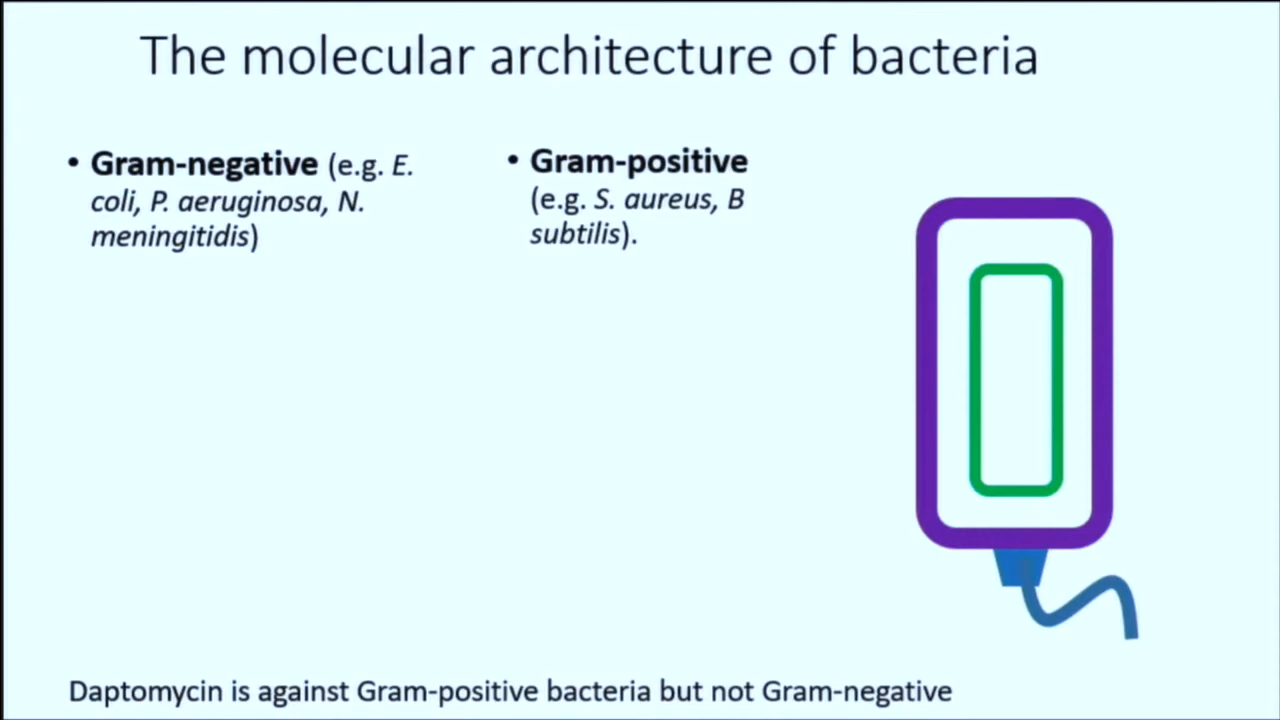 The molecular architecture of bacteria
• Gram-negative (e.g. E.
coli, P. aeruginosa, N.
meningitidis)
• Gram-positive
(e.g. S. aureus, B
subtilis).
Daptomycin is against Gram-positive bacteria but not Gram-negative